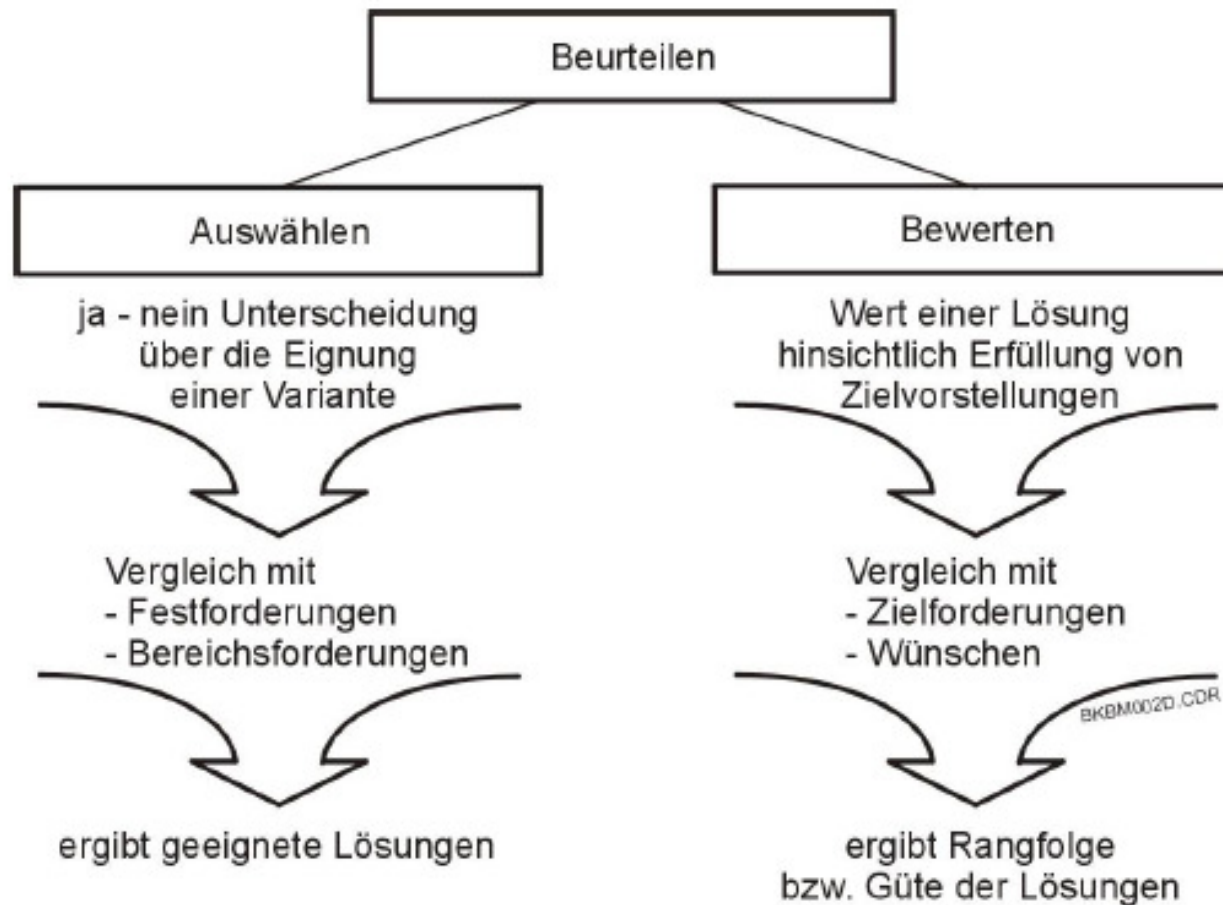 Beurteilen
Auswählen
ja - nein Unterscheidung
über die Eignung
einer Variante
Vergleich mit
- Festforderungen
- Bereichsforderungen
ergibt geeignete Lösungen
Bewerten
Wert einer Lösung
hinsichtlich Erfüllung von
Zielvorstellungen
Vergleich mit
- Zielforderungen
- Wünschen
BKBM002D.CDR
ergibt Rangfolge
bzw. Güte der Lösungen